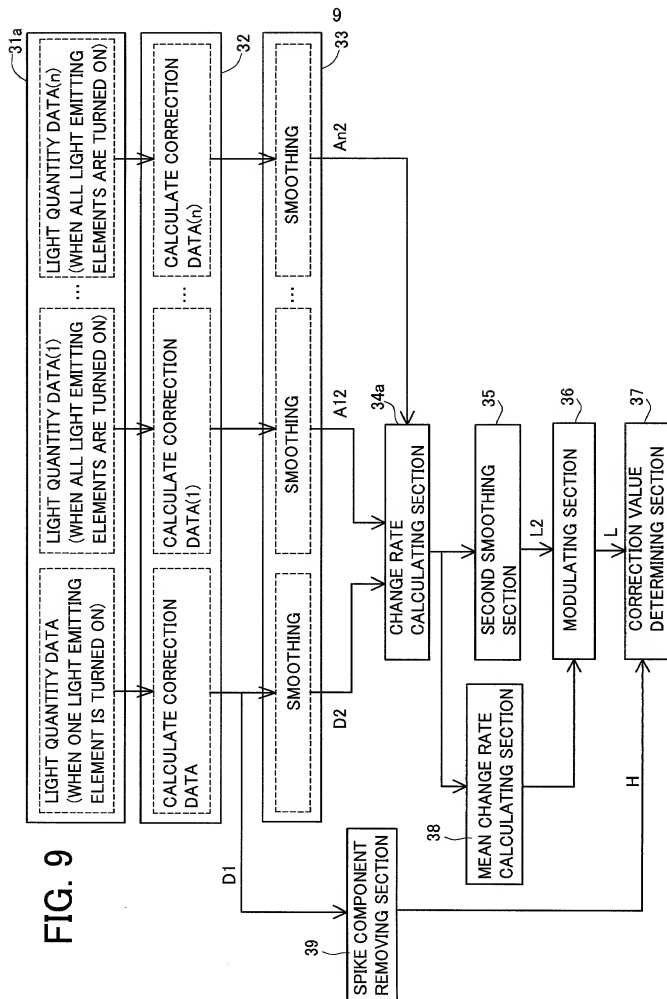 9
FIG. 9
31a
LIGHT QUANTITY DATA
(WHEN ONE LIGHT EMITTING
ELEMENT IS TURNED ON)
LIGHT QUANTITY DATA(1)
(WHEN ALL LIGHT EMITTING
ELEMENTS ARE TURNED ON)
...
LIGHT QUANTITY DATA(n)
(WHEN ALL LIGHT EMITTING
ELEMENTS ARE TURNED ON)
32
CALCULATE CORRECTION
DATA
CALCULATE CORRECTION
DATA(1)
...
CALCULATE CORRECTION
DATA(n)
33
SMOOTHING
SMOOTHING
...
SMOOTHING
D1
D2
A12
An2
34a
CHANGE RATE
CALCULATING SECTION
35
SECOND SMOOTHING
SECTION
L2
36
MODULATING SECTION
L
37
CORRECTION VALUE
DETERMINING SECTION
38
MEAN CHANGE RATE
CALCULATING SECTION
39
SPIKE COMPONENT
REMOVING SECTION
H